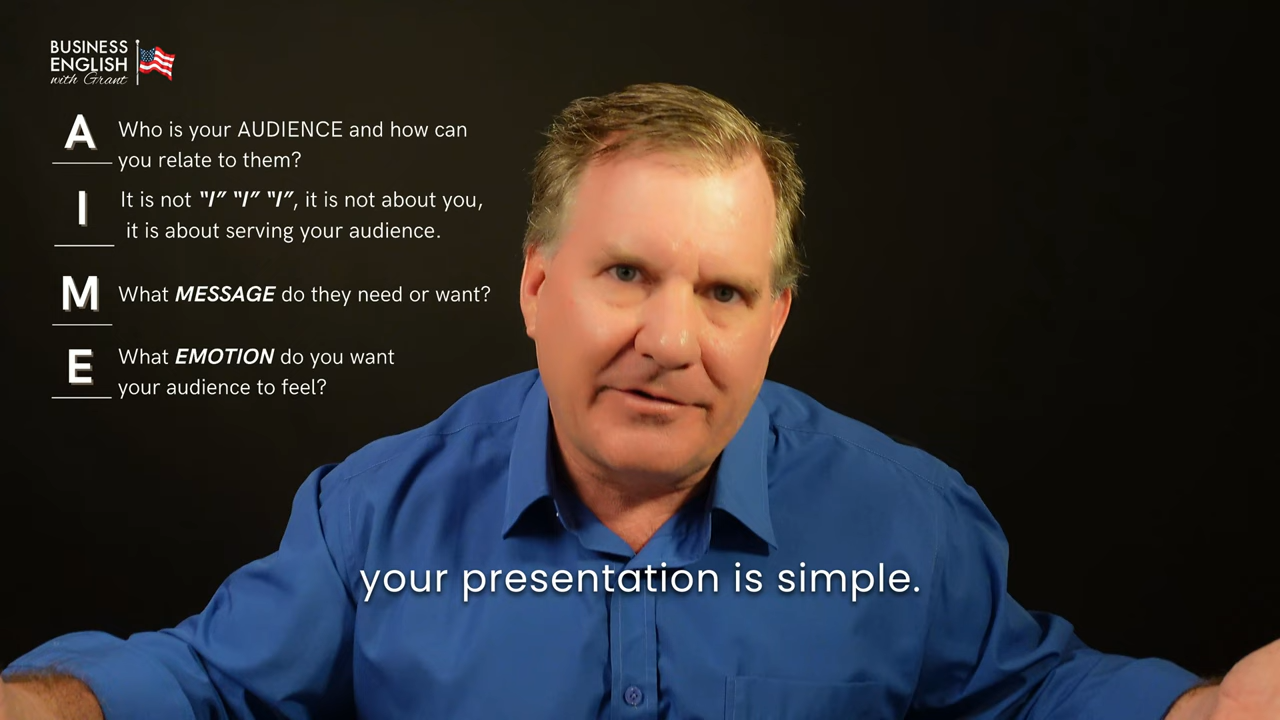 BUSINESS
ENGLISH
with Grant
A
Who is your AUDIENCE and how can
you relate to them?
I
It is not "I" "I" "I", it is not about you,
it is about serving your audience.
M
What MESSAGE do they need or want?
E
What EMOTION do you want
your audience to feel?
your presentation is simple.